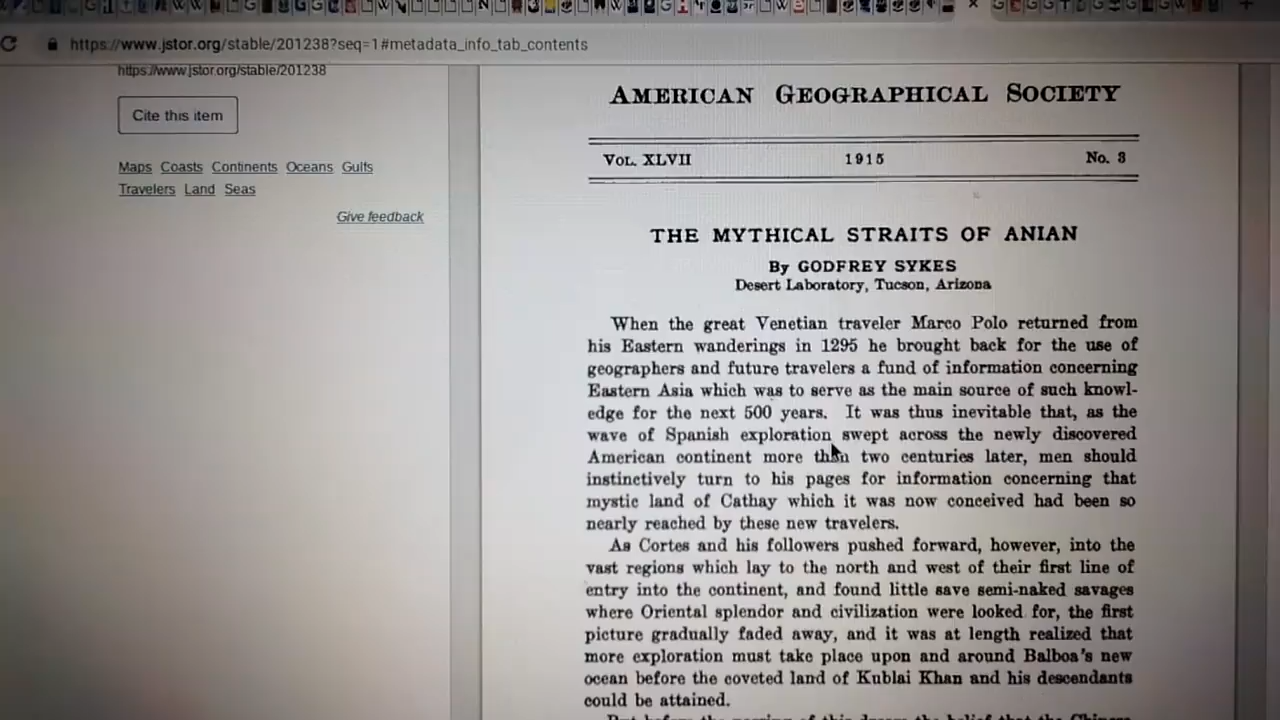 https://www.jstor.org/stable/201238?seq=1#metadata_info_tab_contents
https://www.jstor.org/stable/201238
Cite this item
Maps Coasts Continents Oceans Gulfs
Travelers Land Seas
Give feedback
AMERICAN GEOGRAPHICAL SOCIETY
VOL. XLVII 1915 No. 3
THE MYTHICAL STRAITS OF ANIAN
By GODFREY SYKES
Desert Laboratory, Tucson, Arizona
When the great Venetian traveler Marco Polo returned from
his Eastern wanderings in 1295 he brought back for the use of
geographers and future travelers a fund of information concerning
Eastern Asia which was to serve as the main source of such knowl-
edge for the next 500 years. It was thus inevitable that, as the
wave of Spanish exploration swept across the newly discovered
American continent more than two centuries later, men should
instinctively turn to his pages for information concerning that
mystic land of Cathay which it was now conceived had been so
nearly reached by these new travelers.
As Cortes and his followers pushed forward, however, into the
vast regions which lay to the north and west of their first line of
entry into the continent, and found little save semi-naked savages
where Oriental splendor and civilization were looked for, the first
picture gradually faded away, and it was at length realized that
more exploration must take place upon and around Balboa's new
ocean before the coveted land of Kublai Khan and his descendants
could be attained.